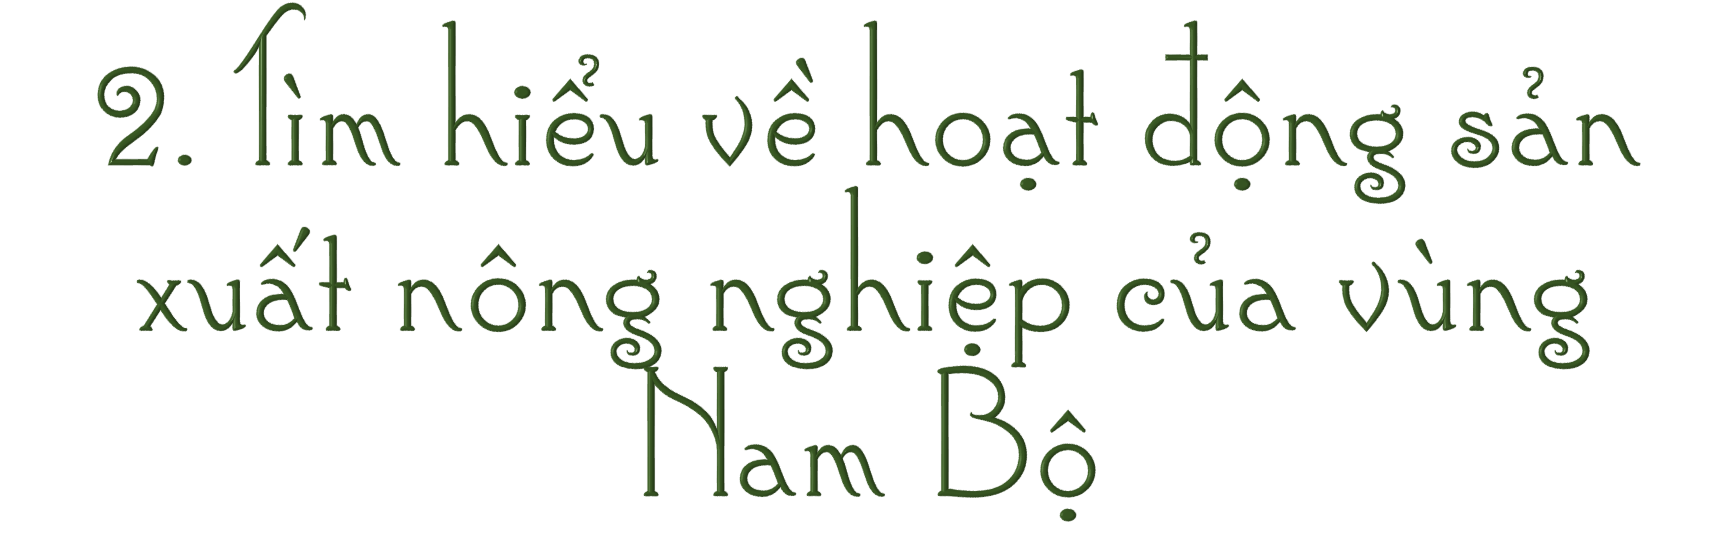 2. Tìm hiểu về hoạt động sản
xuất nông nghiệp của vùng
Nam Bộ